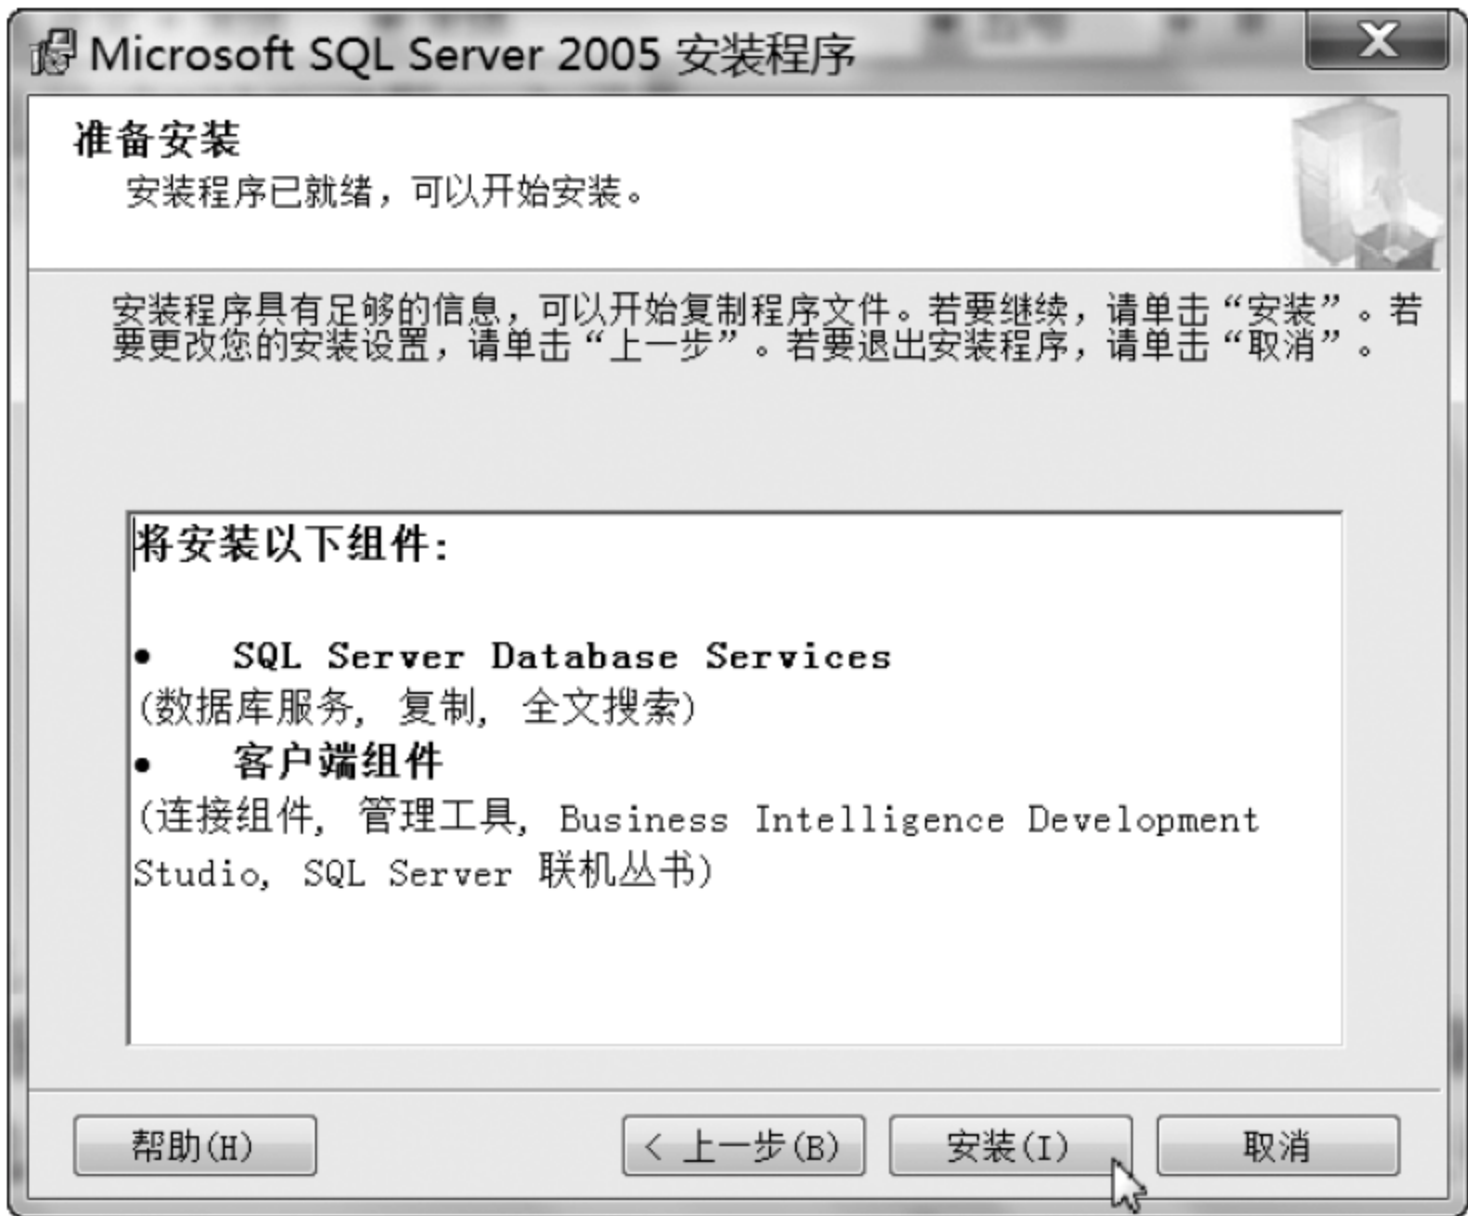 Microsoft SQL Server 2005 安装程序
准备安装
安装程序已就绪，可以开始安装。
安装程序具有足够的信息，可以开始复制程序文件。若要继续，请单击“安装”。若
要更改您的安装设置，请单击“上一步”。若要退出安装程序，请单击“取消”。
将安装以下组件：
• SQL Server Database Services
(数据库服务, 复制, 全文搜索)
• 客户端组件
(连接组件, 管理工具, Business Intelligence Development
Studio, SQL Server 联机丛书)
帮助(H) < 上一步(B) 安装(I) 取消